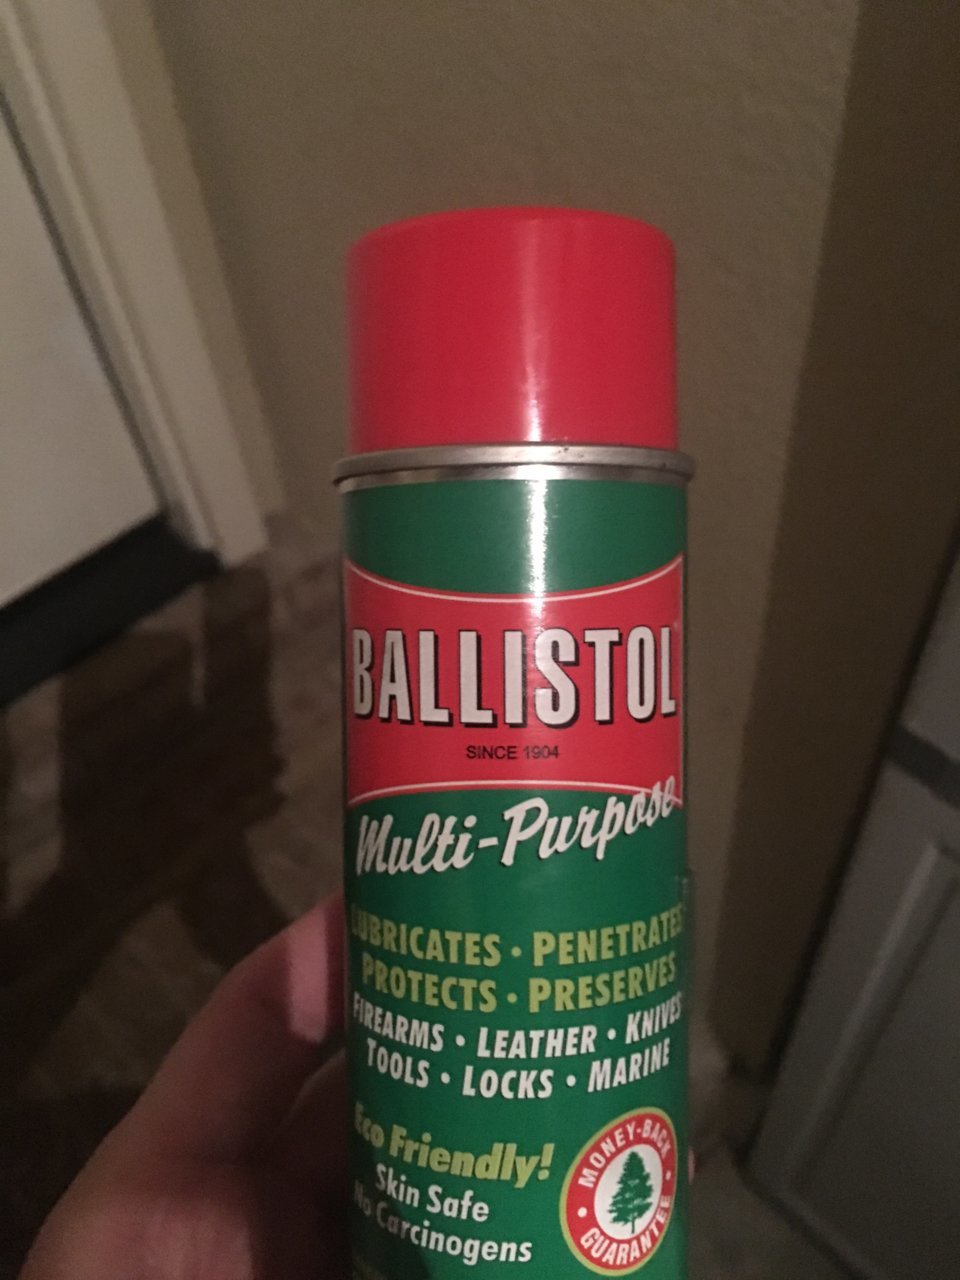 BALLISTOL
SINCE 1904
Multi-Purpose
LUBRICATES • PENETRATES
PROTECTS • PRESERVES
FIREARMS • LEATHER • KNIVES
TOOLS • LOCKS • MARINE
Eco Friendly!
Skin Safe
No Carcinogens
MONEY-BACK
GUARANTEE